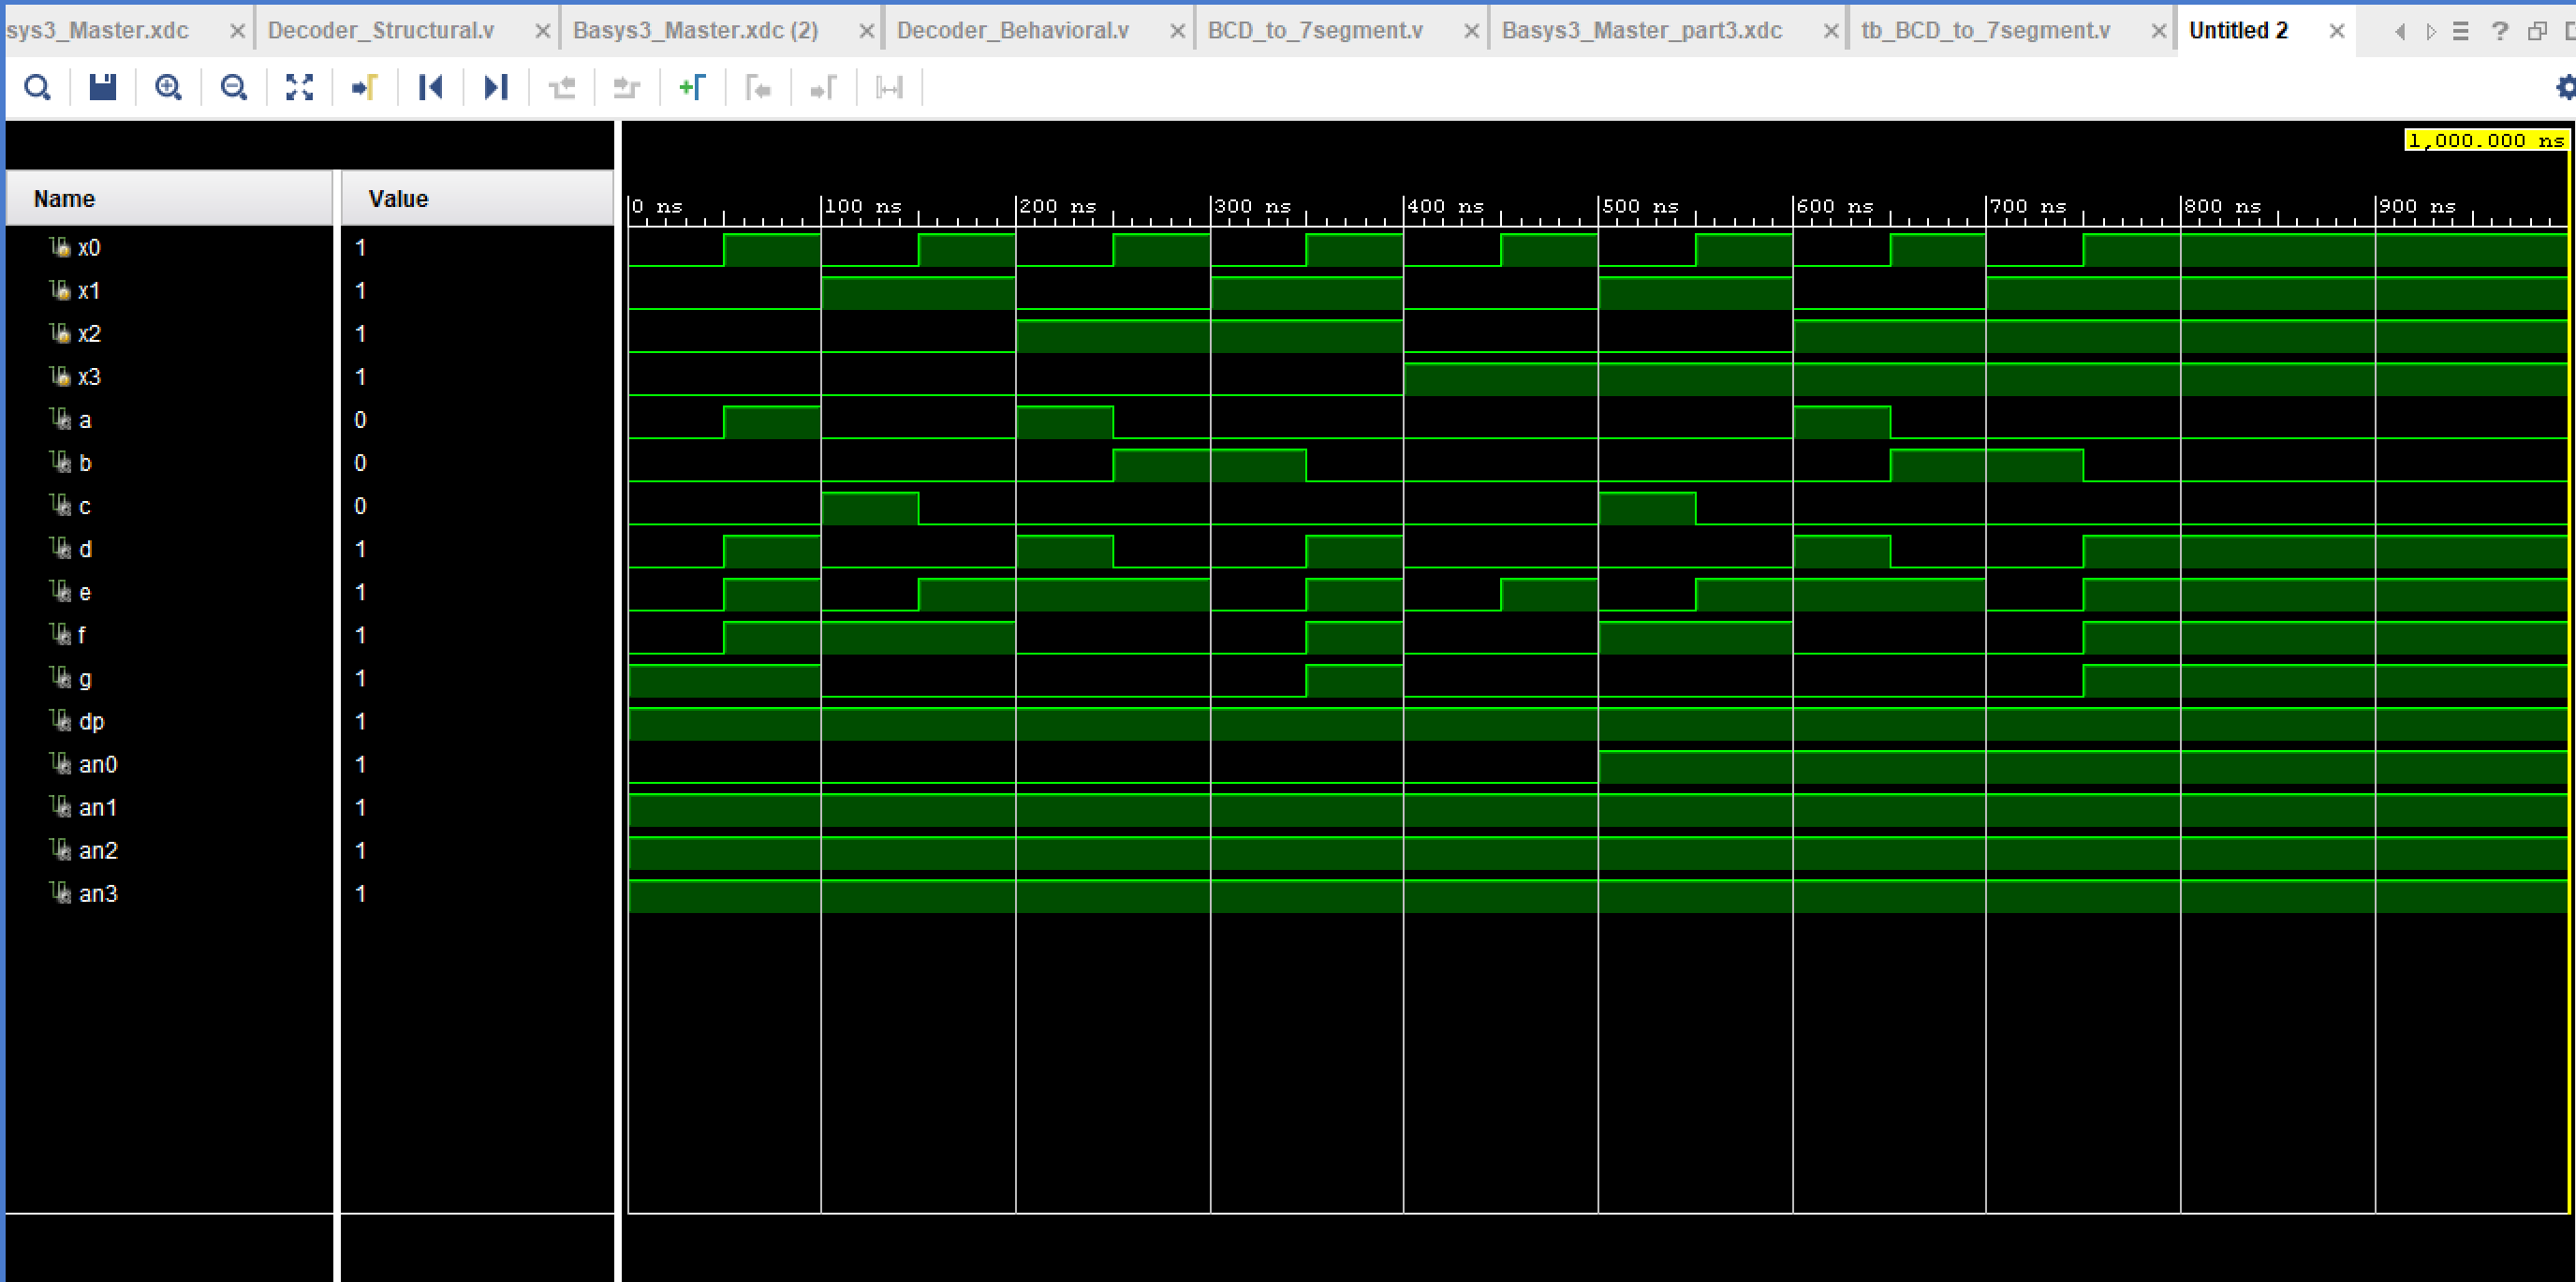 sys3_Master.xdc Decoder_Structural.v Basys3_Master.xdc (2) Decoder_Behavioral.v BCD_to_7segment.v Basys3_Master_part3.xdc tb_BCD_to_7segment.v Untitled 2
1,000.000 ns
Name Value
0 ns 100 ns 200 ns 300 ns 400 ns 500 ns 600 ns 700 ns 800 ns 900 ns
x0 1
x1 1
x2 1
x3 1
a 0
b 0
c 0
d 1
e 1
f 1
g 1
dp 1
an0 1
an1 1
an2 1
an3 1